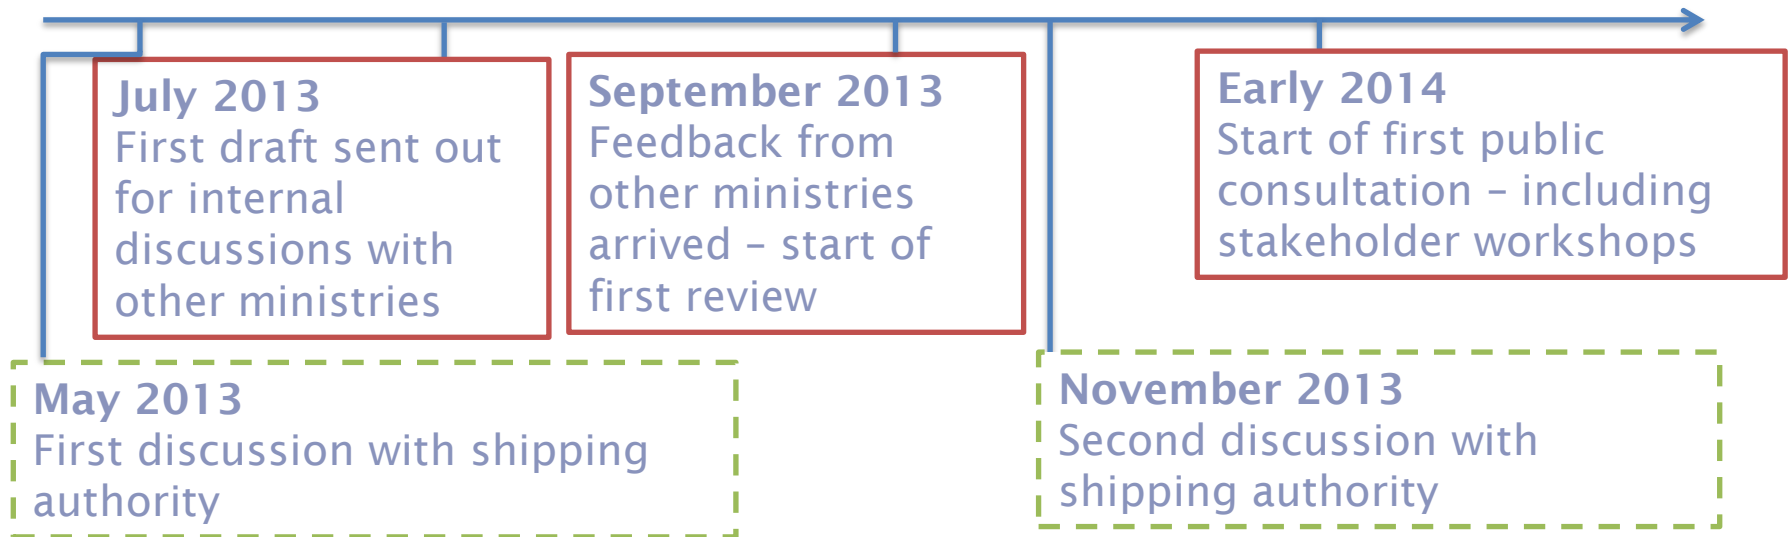 July 2013
First draft sent out
for internal
discussions with
other ministries
September 2013
Feedback from
other ministries
arrived – start of
first review
Early 2014
Start of first public
consultation – including
stakeholder workshops
May 2013
First discussion with shipping
authority
November 2013
Second discussion with
shipping authority